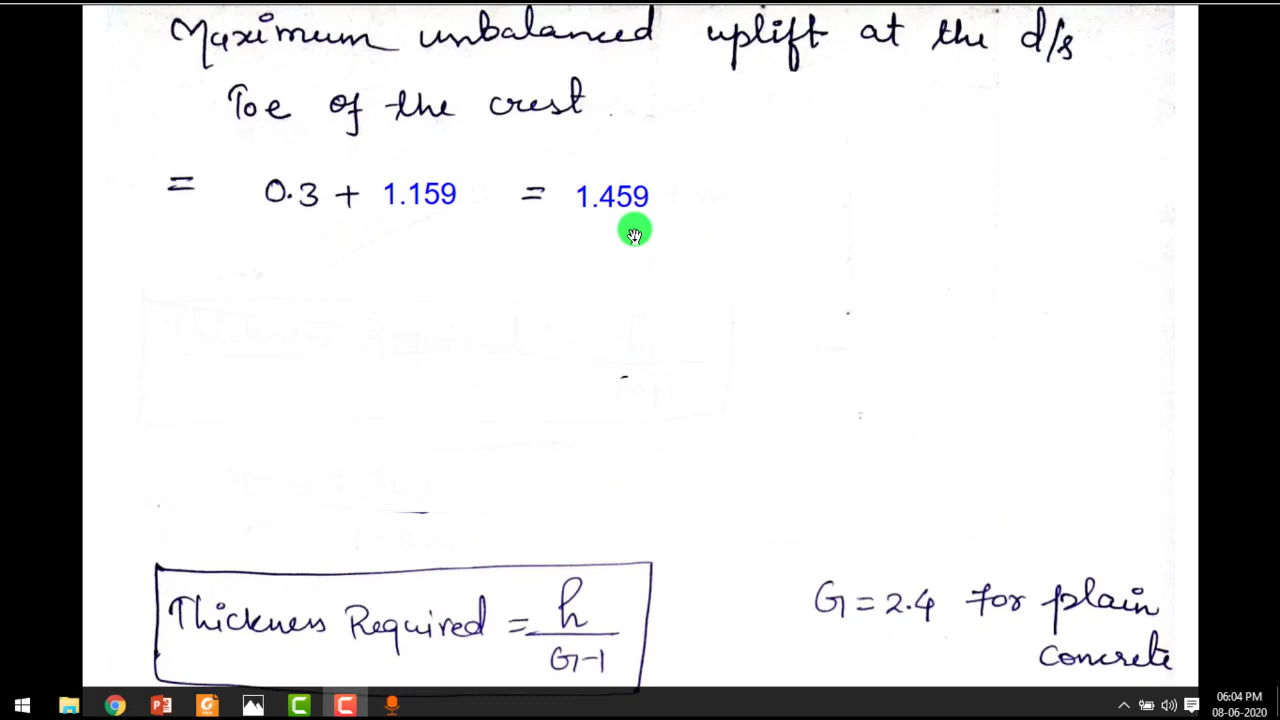 Maximum unbalanced uplift at the d/s
Toe of the crest
= 0.3 + 1.159 = 1.459
Thickness Required = h / G-1
G = 2.4 for plain
concrete
06:04 PM
08-06-2020